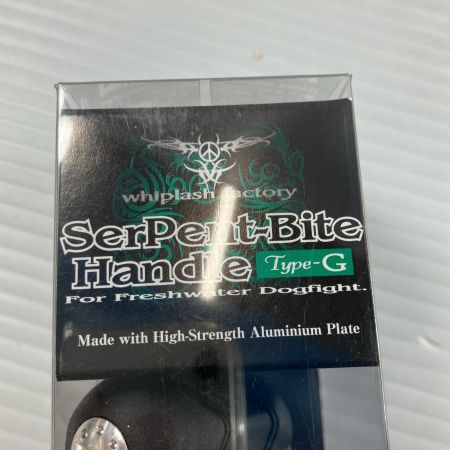 whiplash factory
SerPent-Bite
Handle Type-G
For Freshwater Dogfight.
Made with High-Strength Aluminium Plate